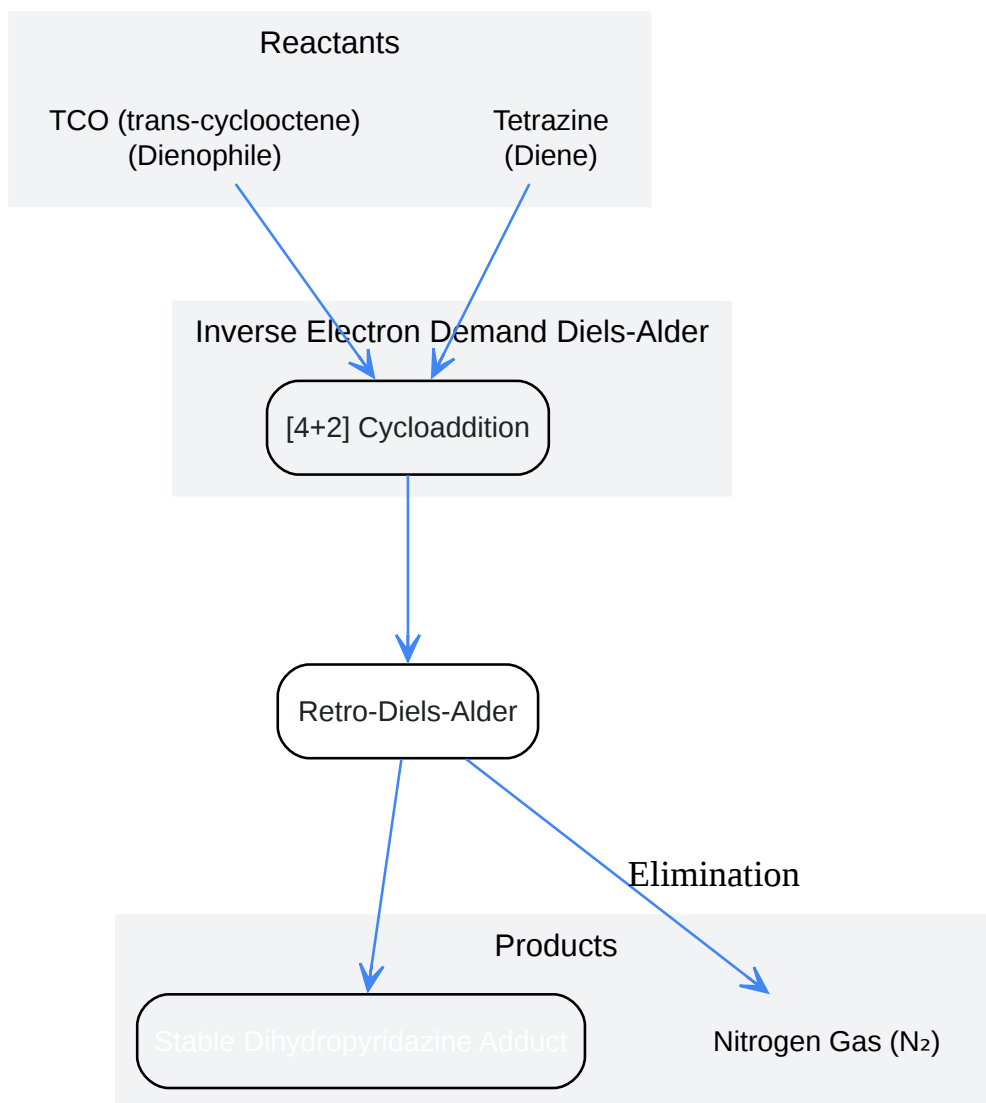 Reactants
TCO (trans-cyclooctene)
(Dienophile)
Tetrazine
(Diene)
Inverse Electron Demand Diels-Alder
[4+2] Cycloaddition
Retro-Diels-Alder
Elimination
Products
Stable Dihydropyridazine Adduct
Nitrogen Gas (N₂)